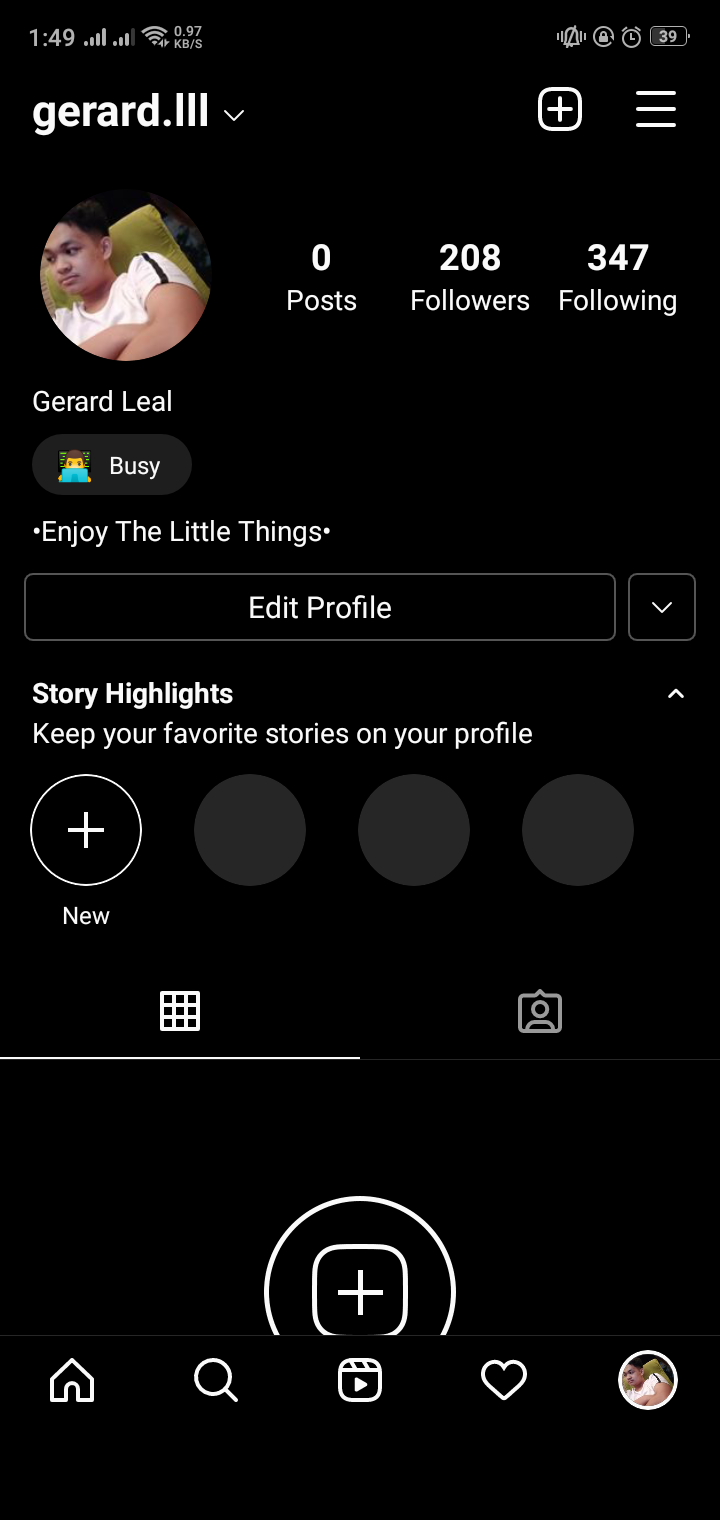 1:49 0.97 KB/S 39
gerard.lll
0 208 347
Posts Followers Following
Gerard Leal
Busy
•Enjoy The Little Things•
Edit Profile
Story Highlights
Keep your favorite stories on your profile
New